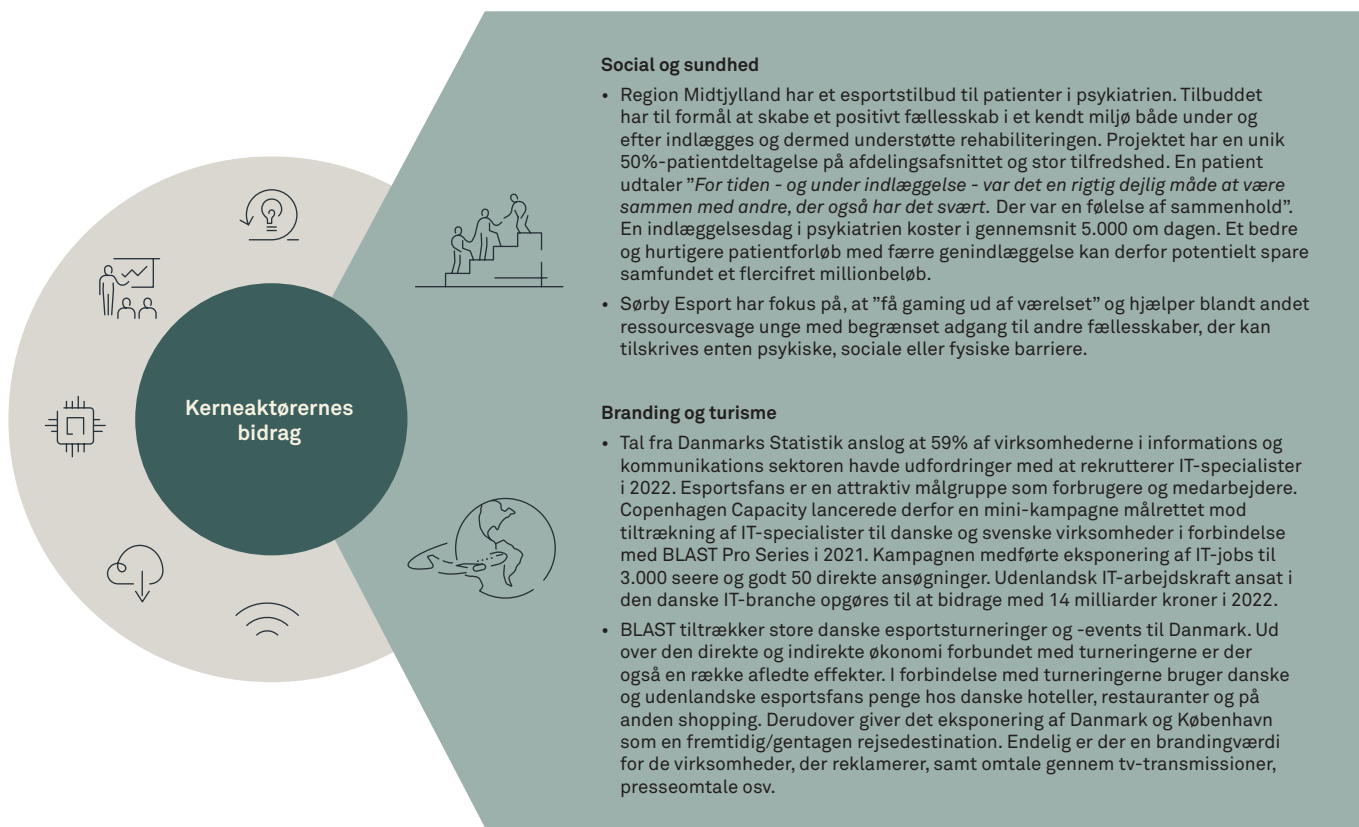 Kerneaktørernes
bidrag
Social og sundhed
• Region Midtjylland har et esportstilbud til patienter i psykiatrien. Tilbuddet
har til formål at skabe et positivt fællesskab i et kendt miljø både under og
efter indlægges og dermed understøtte rehabiliteringen. Projektet har en unik
50%-patientdeltagelse på afdelingsafsnittet og stor tilfredshed. En patient
udtaler ”For tiden - og under indlæggelse - var det en rigtig dejlig måde at være
sammen med andre, der også har det svært. Der var en følelse af sammenhold”.
En indlæggelsesdag i psykiatrien koster i gennemsnit 5.000 om dagen. Et bedre
og hurtigere patientforløb med færre genindlæggelse kan derfor potentielt spare
samfundet et flercifret millionbeløb.
• Sørby Esport har fokus på, at ”få gaming ud af værelset” og hjælper blandt andet
ressourcesvage unge med begrænset adgang til andre fællesskaber, der kan
tilskrives enten psykiske, sociale eller fysiske barriere.
Branding og turisme
• Tal fra Danmarks Statistik anslog at 59% af virksomhederne i informations og
kommunikations sektoren havde udfordringer med at rekrutterer IT-specialister
i 2022. Esportsfans er en attraktiv målgruppe som forbrugere og medarbejdere.
Copenhagen Capacity lancerede derfor en mini-kampagne målrettet mod
tiltrækning af IT-specialister til danske og svenske virksomheder i forbindelse
med BLAST Pro Series i 2021. Kampagnen medførte eksponering af IT-jobs til
3.000 seere og godt 50 direkte ansøgninger. Udenlandsk IT-arbejdskraft ansat i
den danske IT-branche opgøres til at bidrage med 14 milliarder kroner i 2022.
• BLAST tiltrækker store danske esportsturneringer og -events til Danmark. Ud
over den direkte og indirekte økonomi forbundet med turneringerne er der
også en række afledte effekter. I forbindelse med turneringerne bruger danske
og udenlandske esportsfans penge hos danske hoteller, restauranter og på
anden shopping. Derudover giver det eksponering af Danmark og København
som en fremtidig/gentagen rejsedestination. Endelig er der en brandingværdi
for de virksomheder, der reklamerer, samt omtale gennem tv-transmissioner,
presseomtale osv.